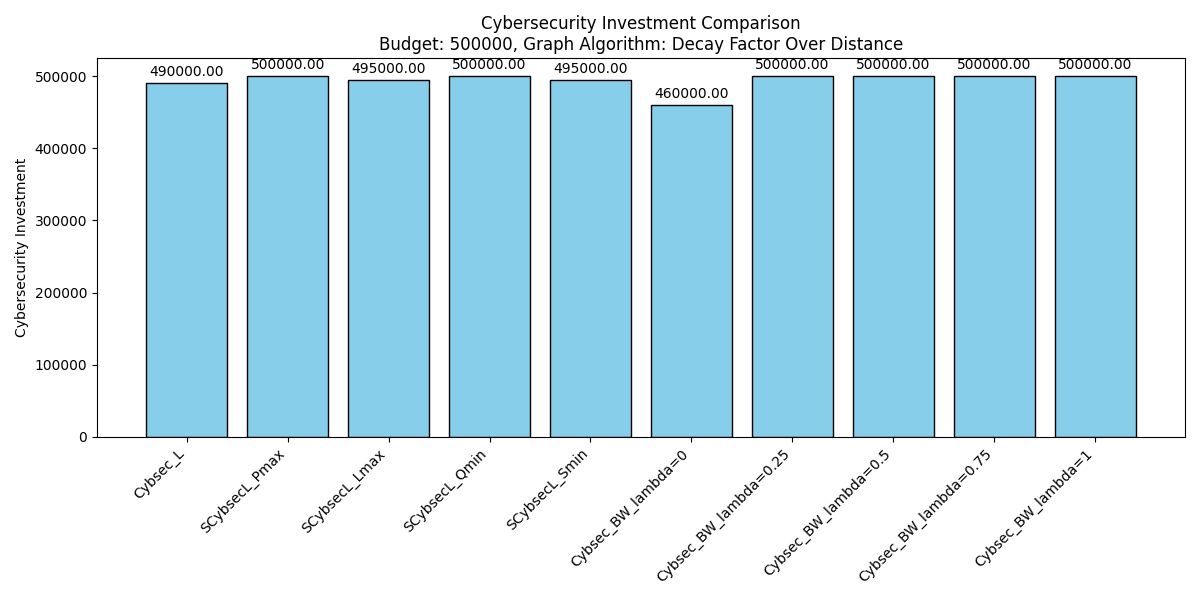 Cybersecurity Investment Comparison
Budget: 500000, Graph Algorithm: Decay Factor Over Distance
490000.00
500000.00
495000.00
500000.00
495000.00
460000.00
500000.00
500000.00
500000.00
500000.00
Cybersecurity Investment
500000
400000
300000
200000
100000
0
Cybsec_L
SCybsecL_Pmax
SCybsecL_Lmax
SCybsecL_Qmin
SCybsecL_Smin
Cybsec_BW_lambda=0
Cybsec_BW_lambda=0.25
Cybsec_BW_lambda=0.5
Cybsec_BW_lambda=0.75
Cybsec_BW_lambda=1